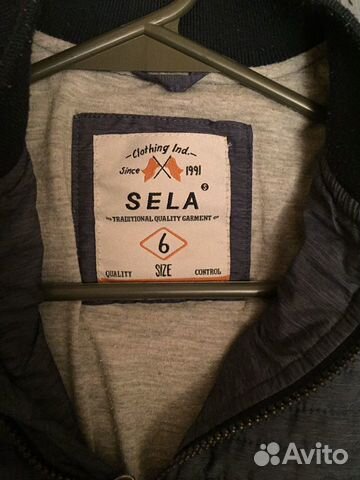 -Clothing Ind.-
Since 1991
SELA S
TRADITIONAL QUALITY GARMENT
6
QUALITY SIZE CONTROL
Avito